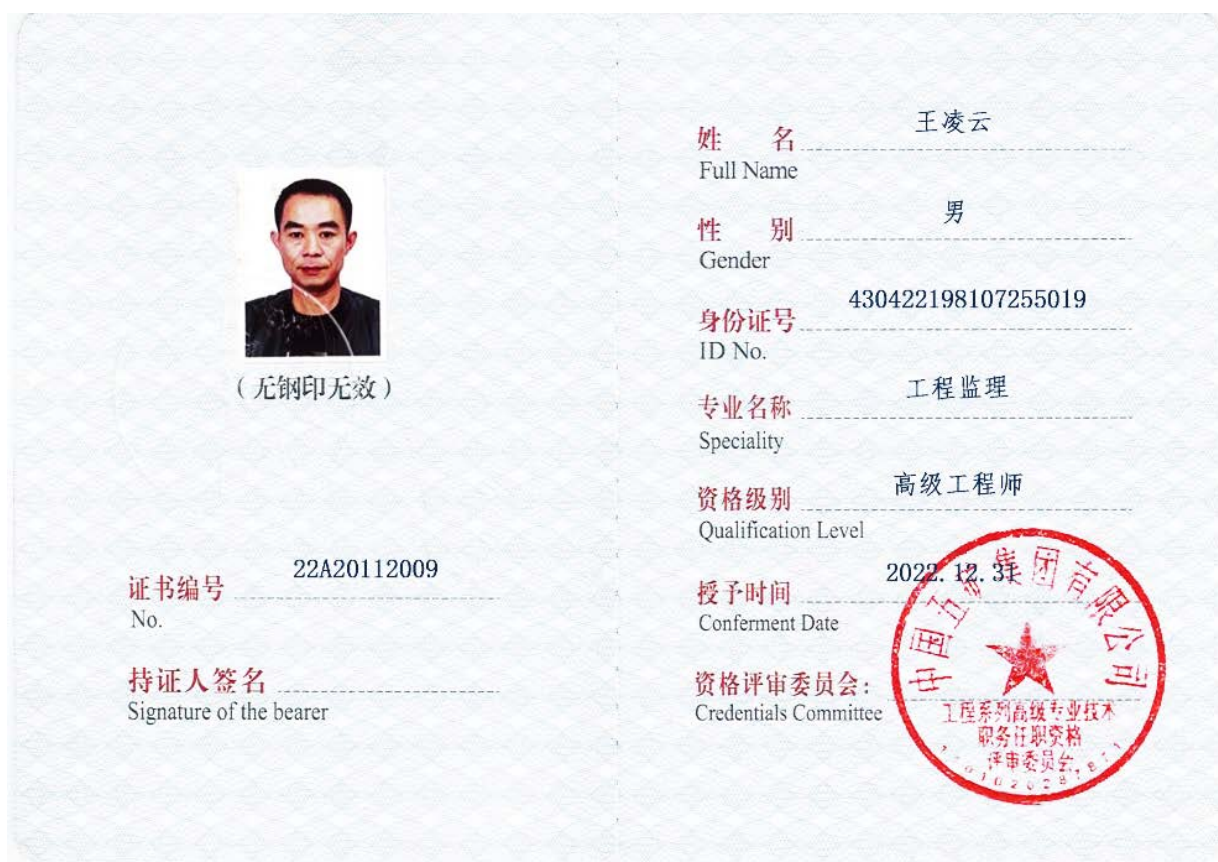 （无钢印无效）
证书编号 22A20112009
No.
持证人签名
Signature of the bearer
姓 名 王凌云
Full Name
性 别 男
Gender
身份证号 430422198107255019
ID No.
专业名称 工程监理
Speciality
资格级别 高级工程师
Qualification Level
授予时间 2022.12.31
Conferment Date
资格评审委员会：
Credentials Committee
中国五矿集团有限公司
工程系列高级专业技术
职务任职资格
评审委员会